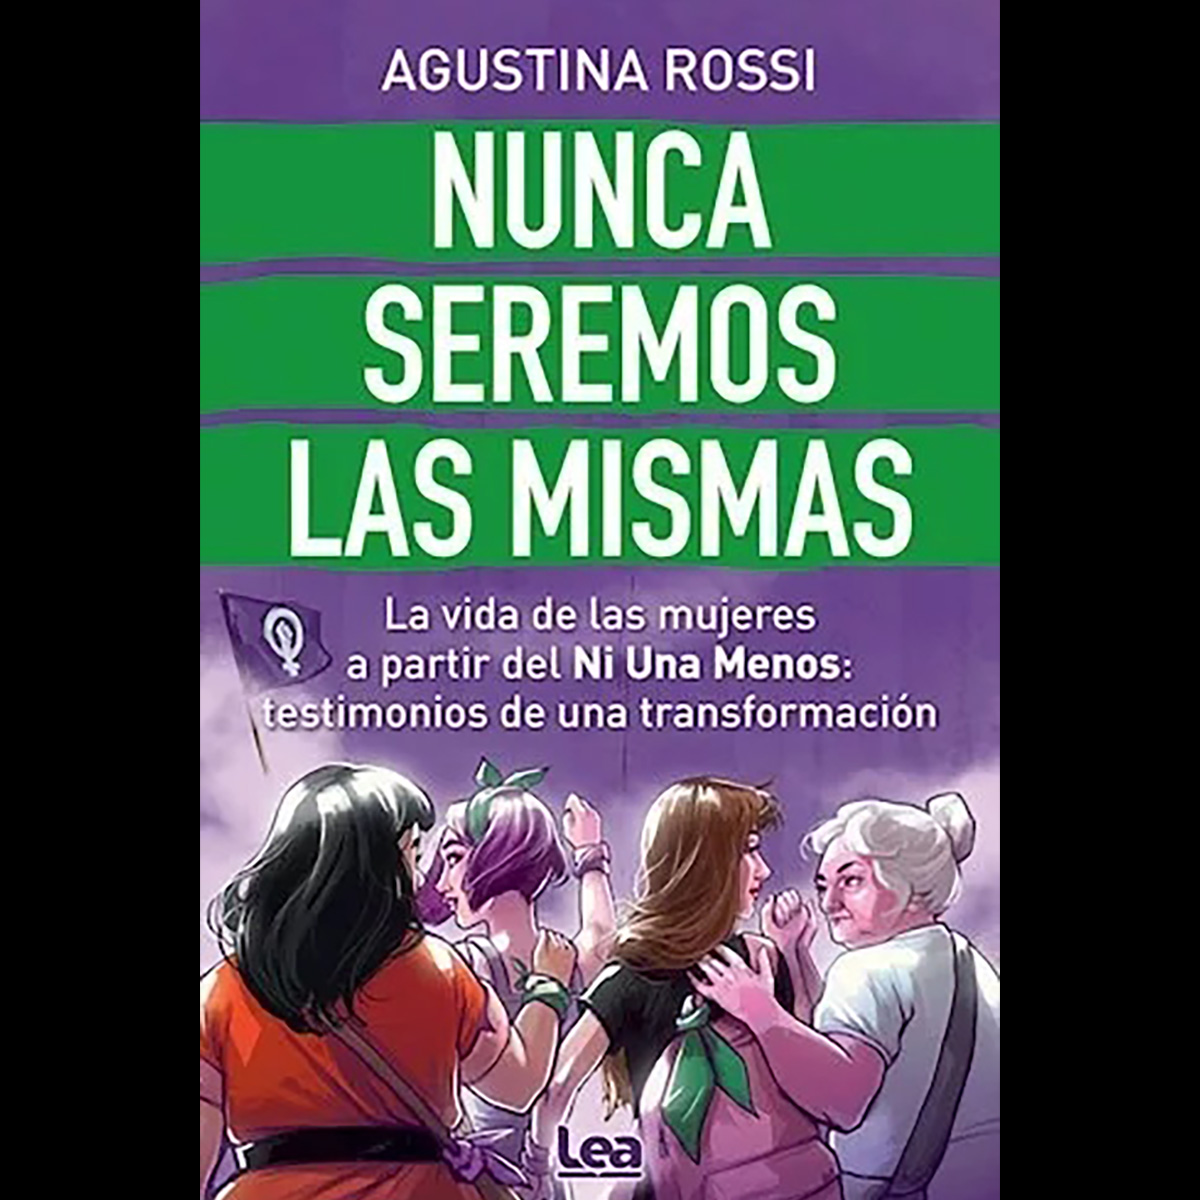 AGUSTINA ROSSI
NUNCA
SEREMOS
LAS MISMAS
La vida de las mujeres
a partir del Ni Una Menos:
testimonios de una transformación
Lea